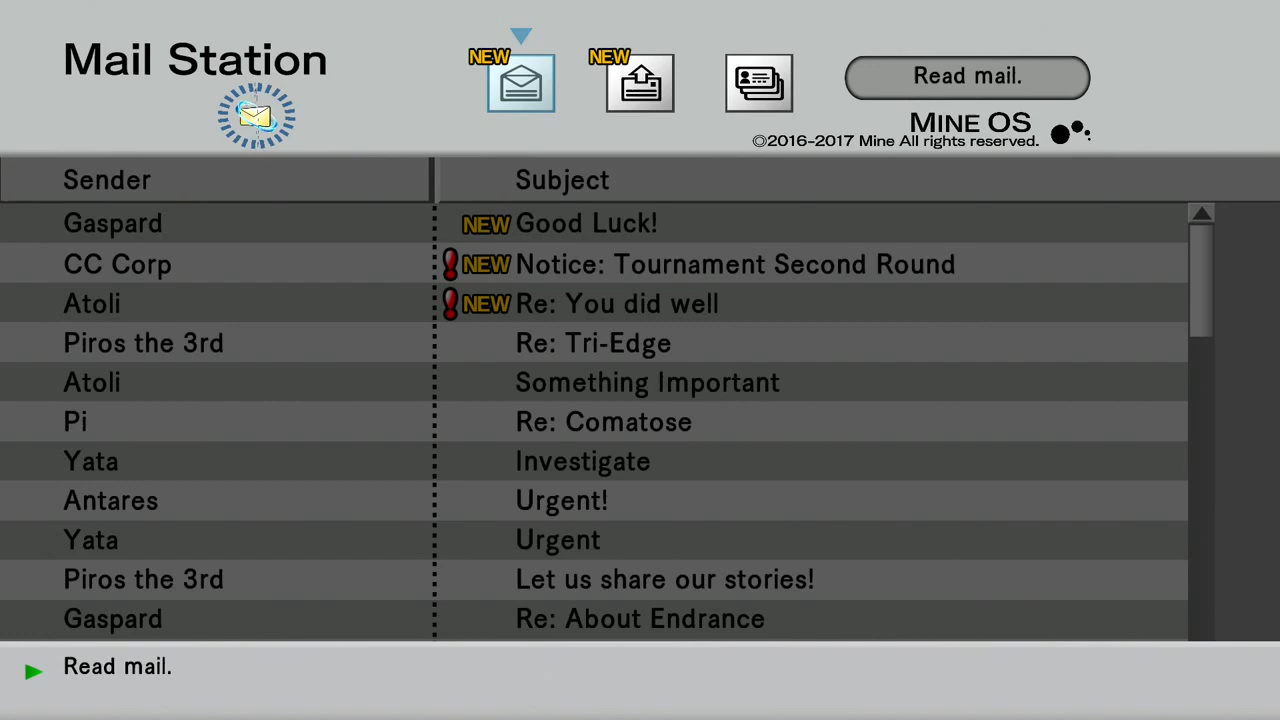 Mail Station
NEW
NEW
Read mail.
MINE OS
©2016-2017 Mine All rights reserved.
Sender Subject
Gaspard NEW Good Luck!
CC Corp NEW Notice: Tournament Second Round
Atoli NEW Re: You did well
Piros the 3rd Re: Tri-Edge
Atoli Something Important
Pi Re: Comatose
Yata Investigate
Antares Urgent!
Yata Urgent
Piros the 3rd Let us share our stories!
Gaspard Re: About Endrance
Read mail.